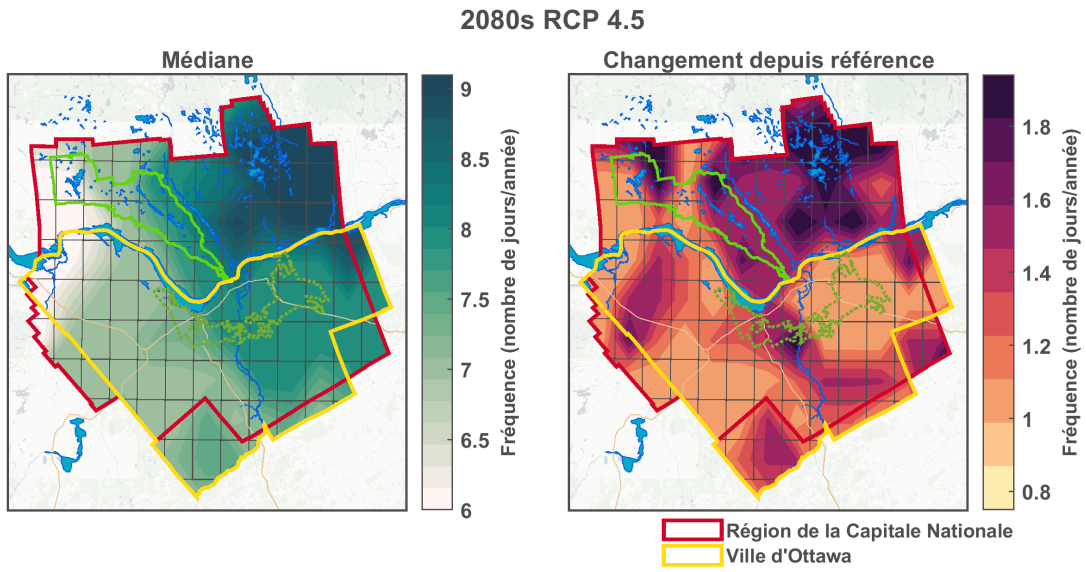 2080s RCP 4.5
Médiane
Changement depuis référence
9
8.5
8
7.5
7
6.5
6
Fréquence (nombre de jours/année)
1.8
1.6
1.4
1.2
1
0.8
Fréquence (nombre de jours/année)
Région de la Capitale Nationale
Ville d'Ottawa